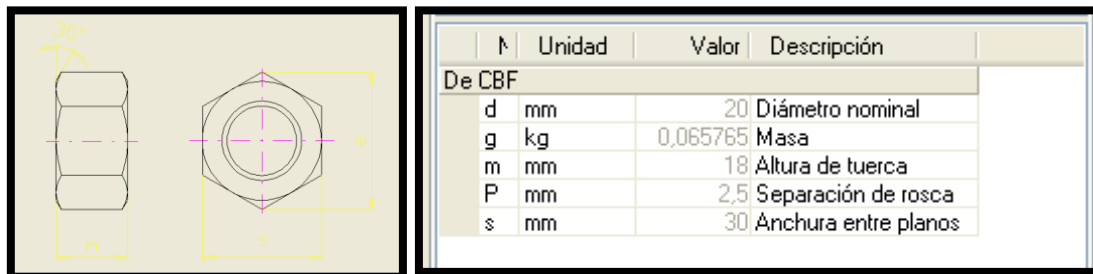 m
s
N Unidad Valor Descripción
De CBF
d mm 20 Diámetro nominal
g kg 0,065765 Masa
m mm 18 Altura de tuerca
P mm 2,5 Separación de rosca
s mm 30 Anchura entre planos